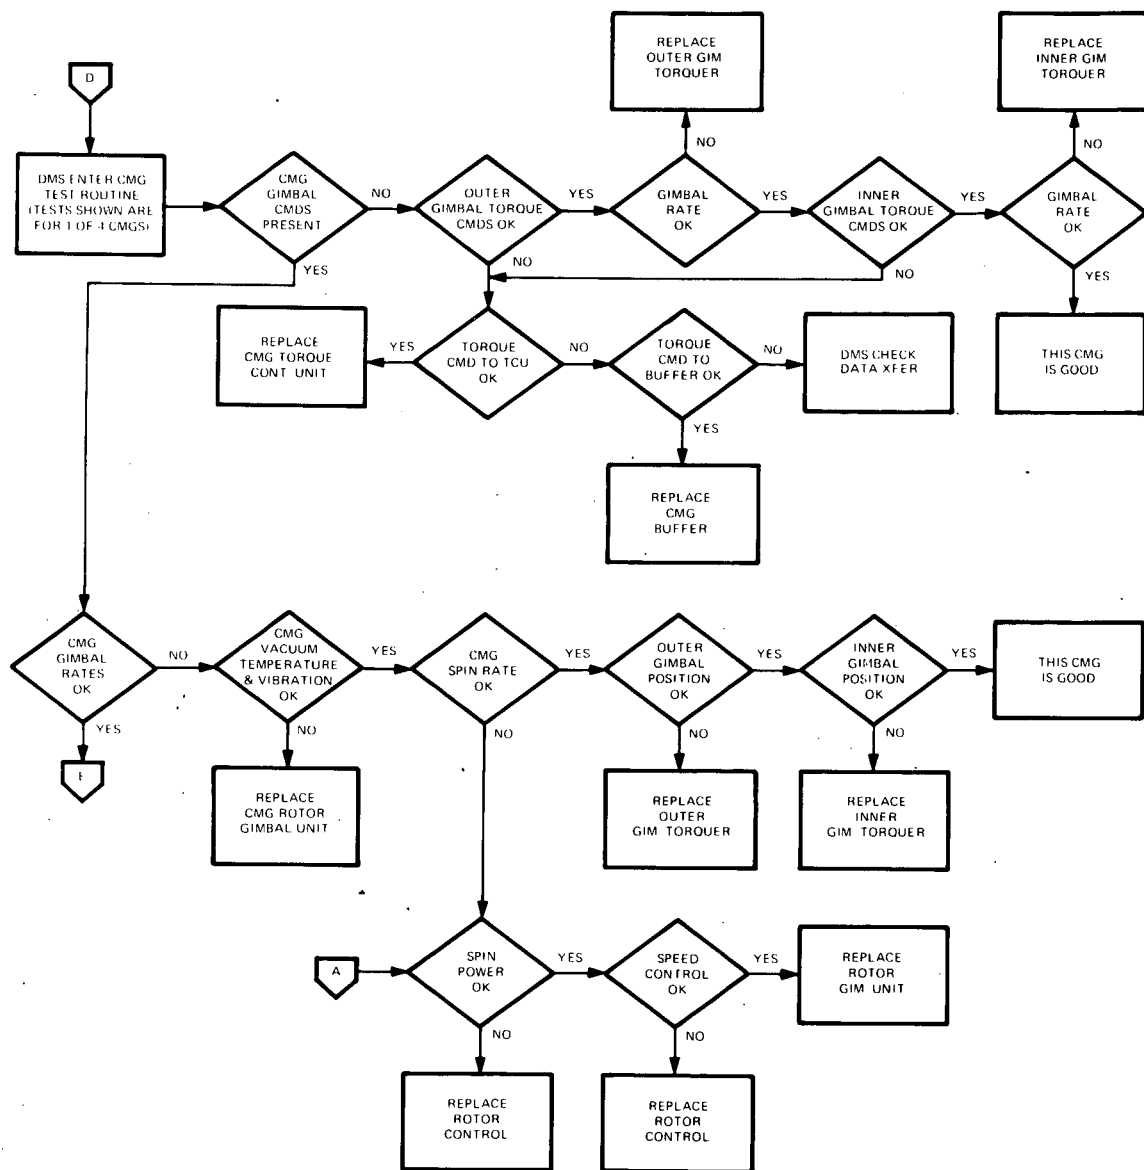 REPLACE
OUTER GIM
TORQUER
REPLACE
INNER GIM
TORQUER
D
NO
NO
DMS ENTER CMG
TEST ROUTINE
(TESTS SHOWN ARE
FOR 1 OF 4 CMGS)
CMG
GIMBAL
CMDS
PRESENT
NO
OUTER
GIMBAL TORQUE
CMDS OK
YES
GIMBAL
RATE
OK
YES
INNER
GIMBAL TORQUE
CMDS OK
YES
GIMBAL
RATE
OK
YES
NO
NO
YES
REPLACE
CMG TORQUE
CONT. UNIT
YES
TORQUE
CMD TO TCU
OK
NO
TORQUE
CMD TO
BUFFER OK
NO
DMS CHECK
DATA XFER
THIS CMG
IS GOOD
YES
REPLACE
CMG
BUFFER
CMG
GIMBAL
RATES
OK
NO
CMG
VACUUM
TEMPERATURE
& VIBRATION
OK
YES
CMG
SPIN RATE
OK
YES
OUTER
GIMBAL
POSITION
OK
YES
INNER
GIMBAL
POSITION
OK
YES
THIS CMG
IS GOOD
YES
NO
NO
NO
NO
REPLACE
CMG ROTOR
GIMBAL UNIT
REPLACE
OUTER
GIM TORQUER
REPLACE
INNER
GIM TORQUER
A
SPIN
POWER
OK
YES
SPEED
CONTROL
OK
YES
REPLACE
ROTOR
GIM UNIT
NO
NO
REPLACE
ROTOR
CONTROL
REPLACE
ROTOR
CONTROL